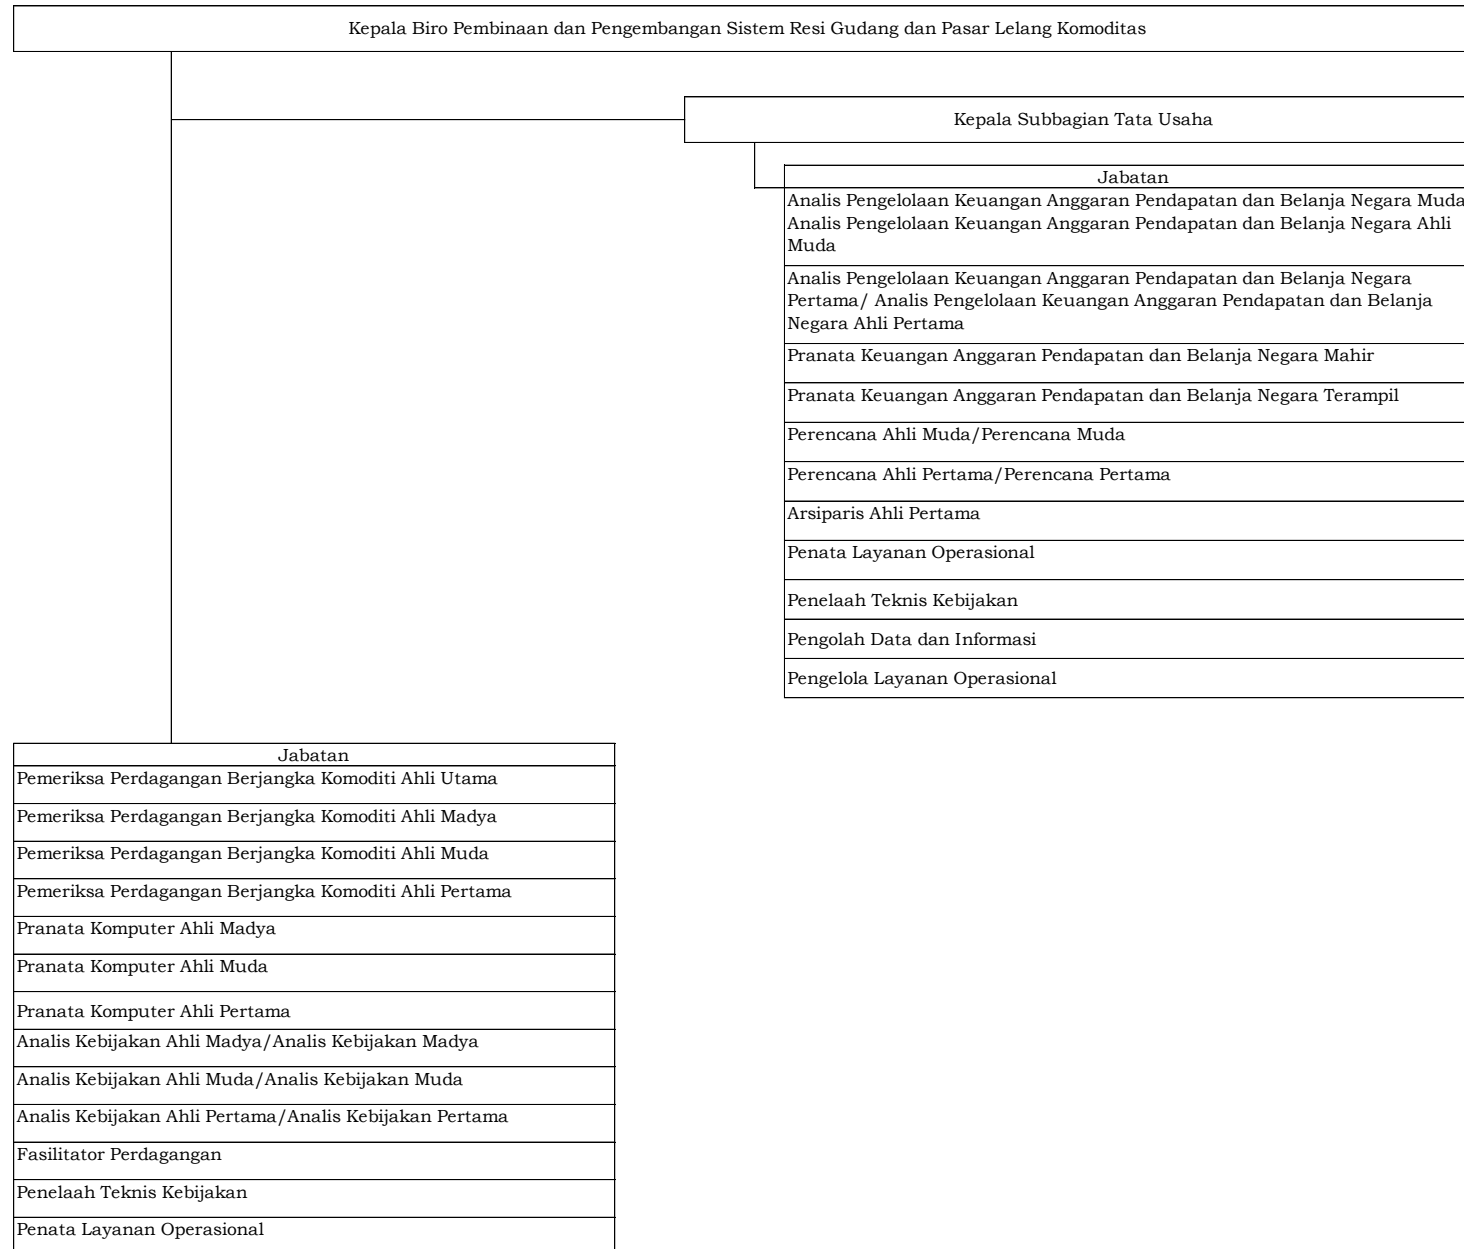 Kepala Biro Pembinaan dan Pengembangan Sistem Resi Gudang dan Pasar Lelang Komoditas
Kepala Subbagian Tata Usaha
Jabatan
Analis Pengelolaan Keuangan Anggaran Pendapatan dan Belanja Negara Muda
Analis Pengelolaan Keuangan Anggaran Pendapatan dan Belanja Negara Ahli
Muda
Analis Pengelolaan Keuangan Anggaran Pendapatan dan Belanja Negara
Pertama/ Analis Pengelolaan Keuangan Anggaran Pendapatan dan Belanja
Negara Ahli Pertama
Pranata Keuangan Anggaran Pendapatan dan Belanja Negara Mahir
Pranata Keuangan Anggaran Pendapatan dan Belanja Negara Terampil
Perencana Ahli Muda/Perencana Muda
Perencana Ahli Pertama/Perencana Pertama
Arsiparis Ahli Pertama
Penata Layanan Operasional
Penelaah Teknis Kebijakan
Pengolah Data dan Informasi
Pengelola Layanan Operasional
Jabatan
Pemeriksa Perdagangan Berjangka Komoditi Ahli Utama
Pemeriksa Perdagangan Berjangka Komoditi Ahli Madya
Pemeriksa Perdagangan Berjangka Komoditi Ahli Muda
Pemeriksa Perdagangan Berjangka Komoditi Ahli Pertama
Pranata Komputer Ahli Madya
Pranata Komputer Ahli Muda
Pranata Komputer Ahli Pertama
Analis Kebijakan Ahli Madya/Analis Kebijakan Madya
Analis Kebijakan Ahli Muda/Analis Kebijakan Muda
Analis Kebijakan Ahli Pertama/Analis Kebijakan Pertama
Fasilitator Perdagangan
Penelaah Teknis Kebijakan
Penata Layanan Operasional